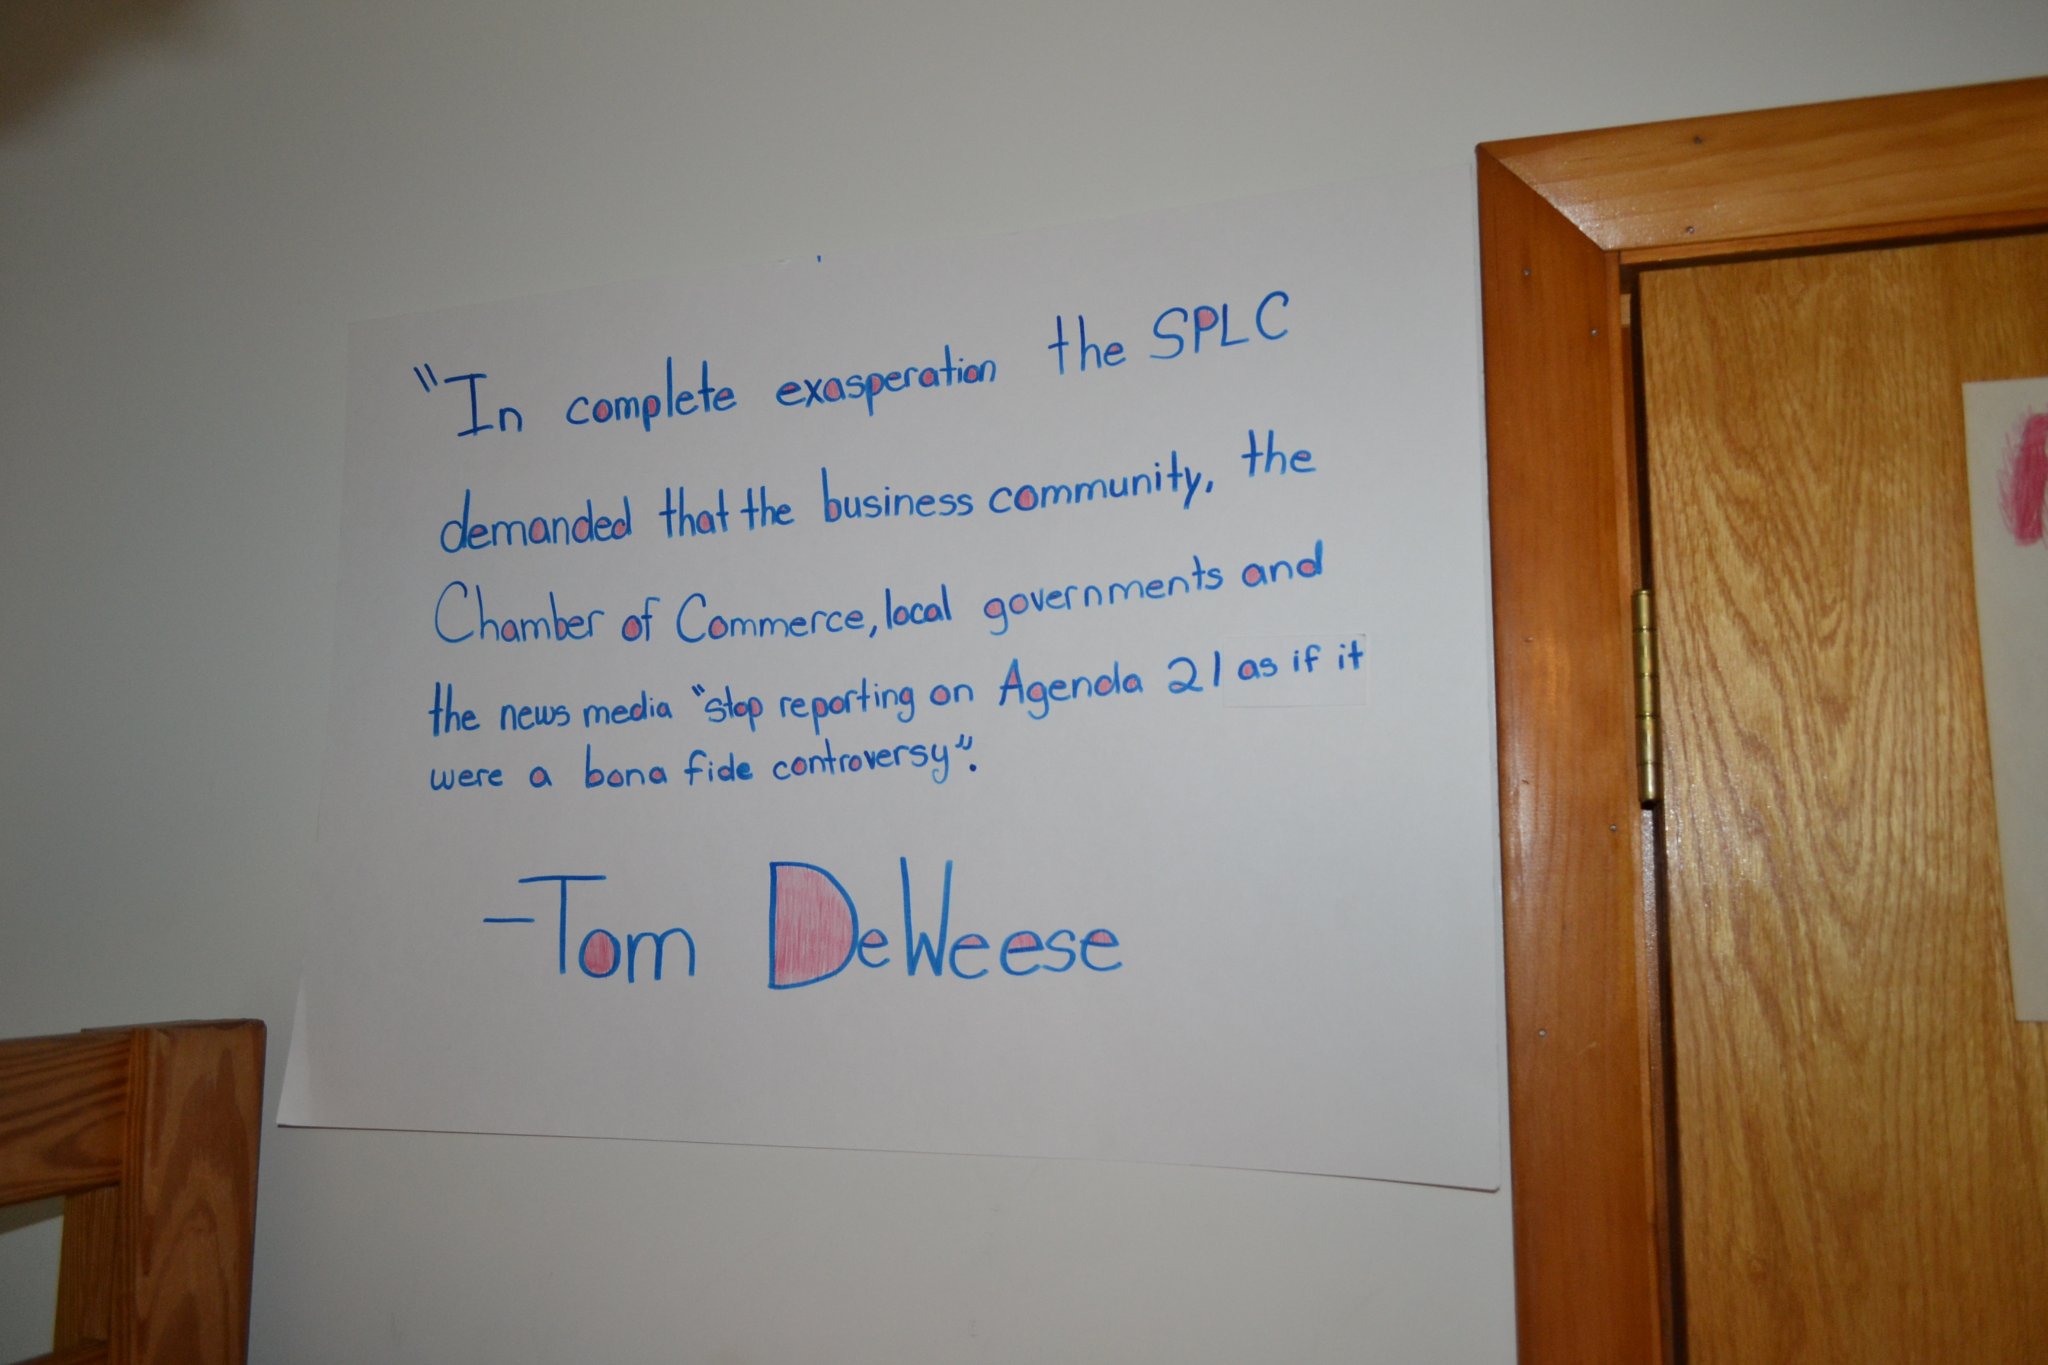 "In complete exasperation the SPLC
demanded that the business community, the
Chamber of Commerce, local governments and
the news media "stop reporting on Agenda 21 as if it
were a bona fide controversy".
-Tom DeWeese